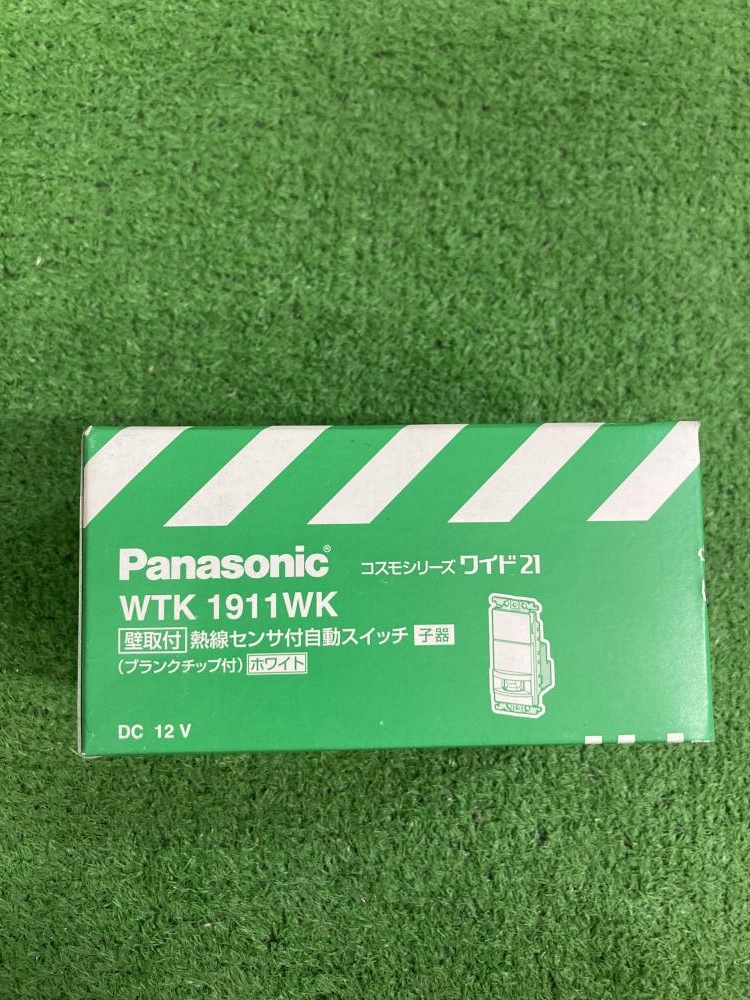 Panasonic® コスモシリーズ ワイド21
WTK 1911WK
壁取付 熱線センサ付自動スイッチ 子器
(ブランクチップ付) ホワイト
DC 12 V